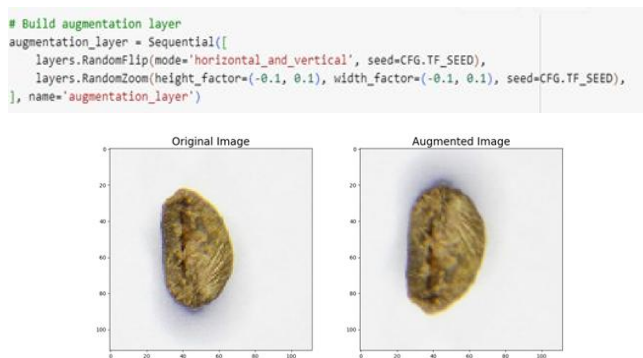 # Build augmentation layer
augmentation_layer = Sequential([
layers.RandomFlip(mode='horizontal_and_vertical', seed=CFG.TF_SEED),
layers.RandomZoom(height_factor=(-0.1, 0.1), width_factor=(-0.1, 0.1), seed=CFG.TF_SEED),
], name='augmentation_layer')
Original Image
0
20
40
60
80
100
0 20 40 60 80 100
Augmented Image
0
20
40
60
80
100
0 20 40 60 80 100